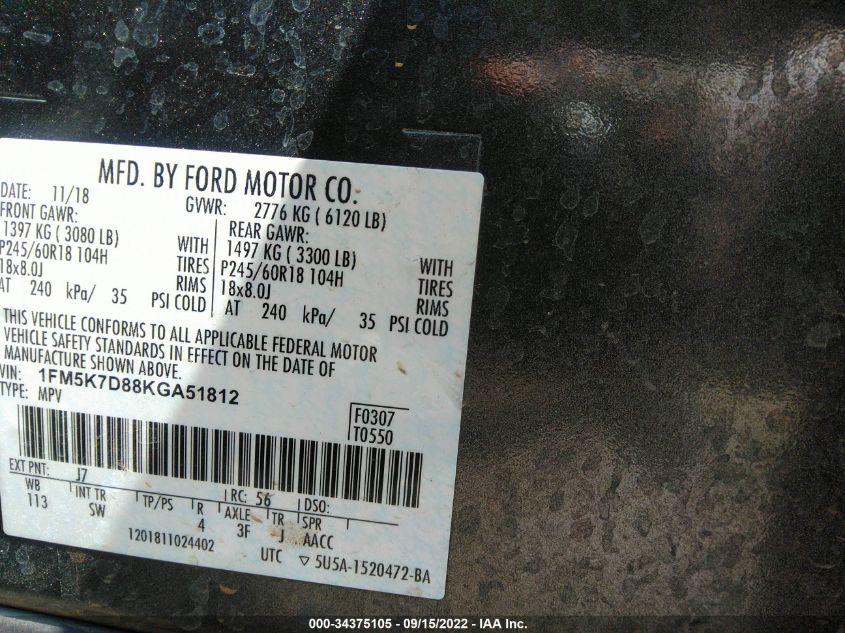 MFD. BY FORD MOTOR CO.
DATE: 11/18
GVWR: 2776 KG ( 6120 LB)
FRONT GAWR:
1397 KG ( 3080 LB)
P245/60R18 104H
18x8.0J
AT 240 kPa/ 35 PSI COLD
WITH
TIRES
RIMS
REAR GAWR:
1497 KG ( 3300 LB)
P245/60R18 104H
18x8.0J
AT 240 kPa/ 35 PSI COLD
WITH
TIRES
RIMS
THIS VEHICLE CONFORMS TO ALL APPLICABLE FEDERAL MOTOR
VEHICLE SAFETY STANDARDS IN EFFECT ON THE DATE OF
MANUFACTURE SHOWN ABOVE.
VIN: 1FM5K7D88KGA51812
TYPE: MPV
F0307
T0550
EXT PNT: J7 RC: 56 DSO:
WB INT TR TP/PS R AXLE TR SPR
113 SW 4 3F J AACC
1201811024402
UTC ▽ 5U5A-1520472-BA
000-34375105 - 09/15/2022 - IAA Inc.